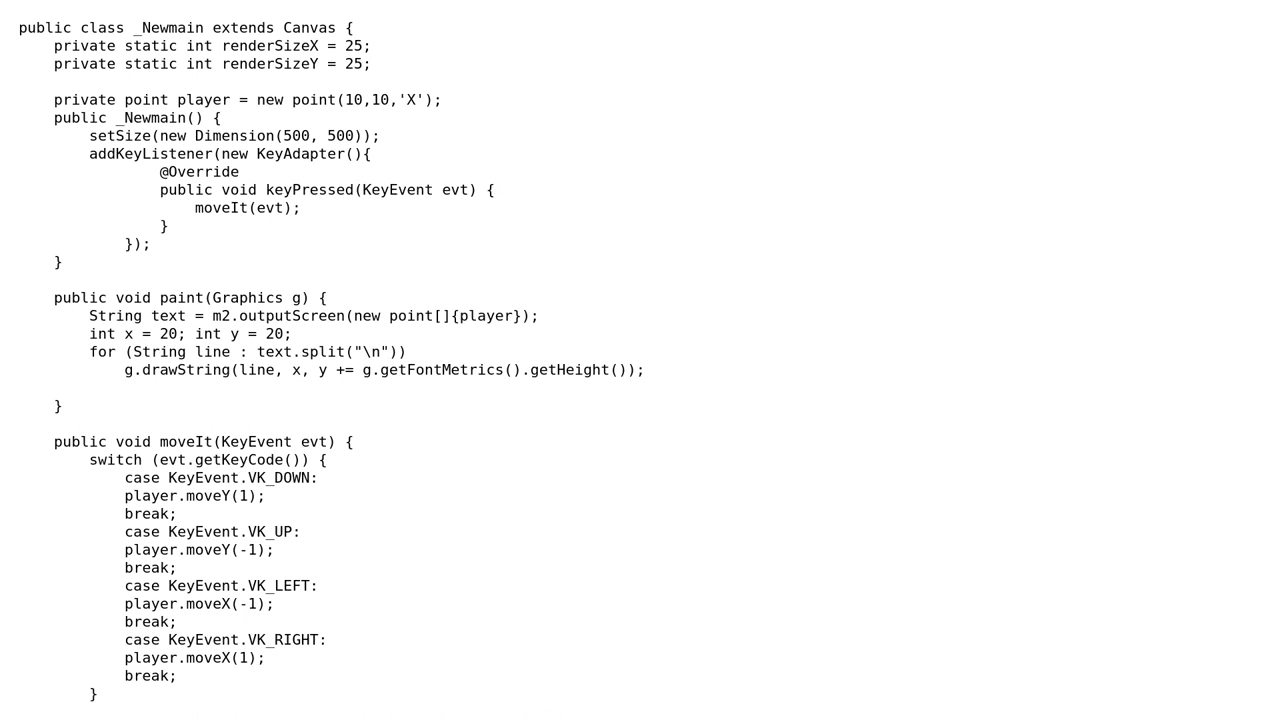 public class _Newmain extends Canvas {
    private static int renderSizeX = 25;
    private static int renderSizeY = 25;

    private point player = new point(10,10,'X');
    public _Newmain() {
        setSize(new Dimension(500, 500));
        addKeyListener(new KeyAdapter(){
                @Override
                public void keyPressed(KeyEvent evt) {
                    moveIt(evt);
                }
            });
    }

    public void paint(Graphics g) {
        String text = m2.outputScreen(new point[]{player});
        int x = 20; int y = 20;
        for (String line : text.split("\n"))
            g.drawString(line, x, y += g.getFontMetrics().getHeight());

    }

    public void moveIt(KeyEvent evt) {
        switch (evt.getKeyCode()) {
            case KeyEvent.VK_DOWN:
            player.moveY(1);
            break;
            case KeyEvent.VK_UP:
            player.moveY(-1);
            break;
            case KeyEvent.VK_LEFT:
            player.moveX(-1);
            break;
            case KeyEvent.VK_RIGHT:
            player.moveX(1);
            break;
        }